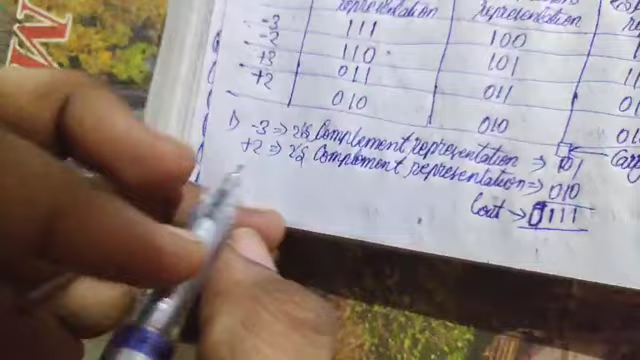 M
representation representation
-3 111 100
-2 110 101
+3 011 011
+2 010 010
1) -3 ⇒ 2's Complement representation ⇒ 101
+2 ⇒ 2's Complement representation ⇒ 010
Cout → 0111